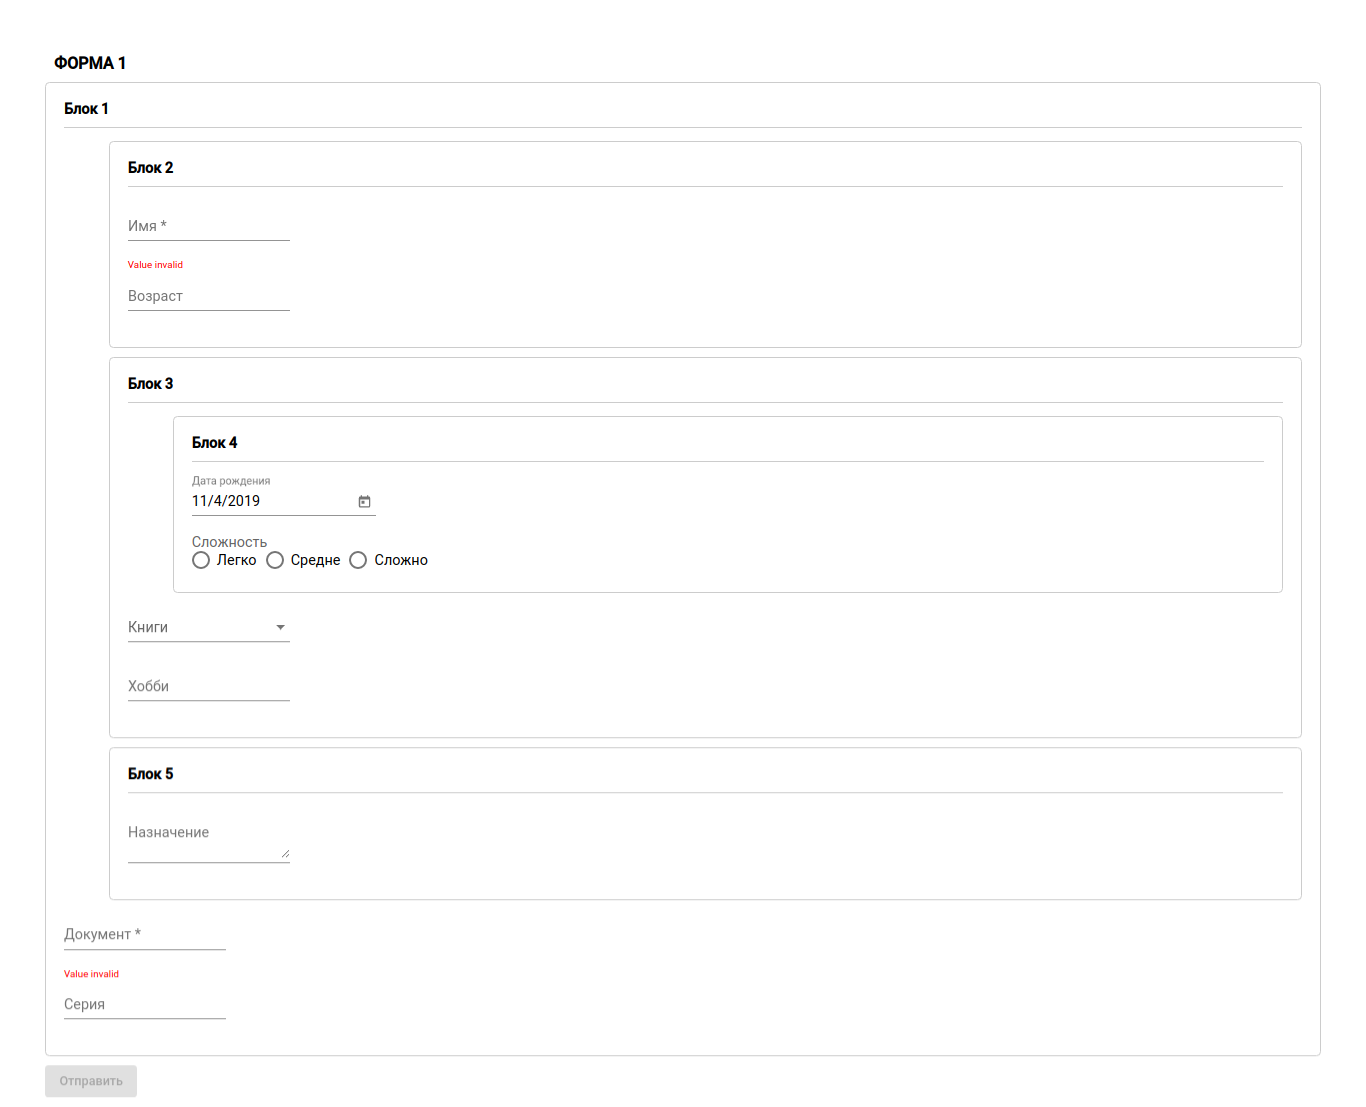 ФОРМА 1
Блок 1
Блок 2
Имя *
Value invalid
Возраст
Блок 3
Блок 4
Дата рождения
11/4/2019
Сложность
Легко Средне Сложно
Книги
Хобби
Блок 5
Назначение
Документ *
Value invalid
Серия
Отправить